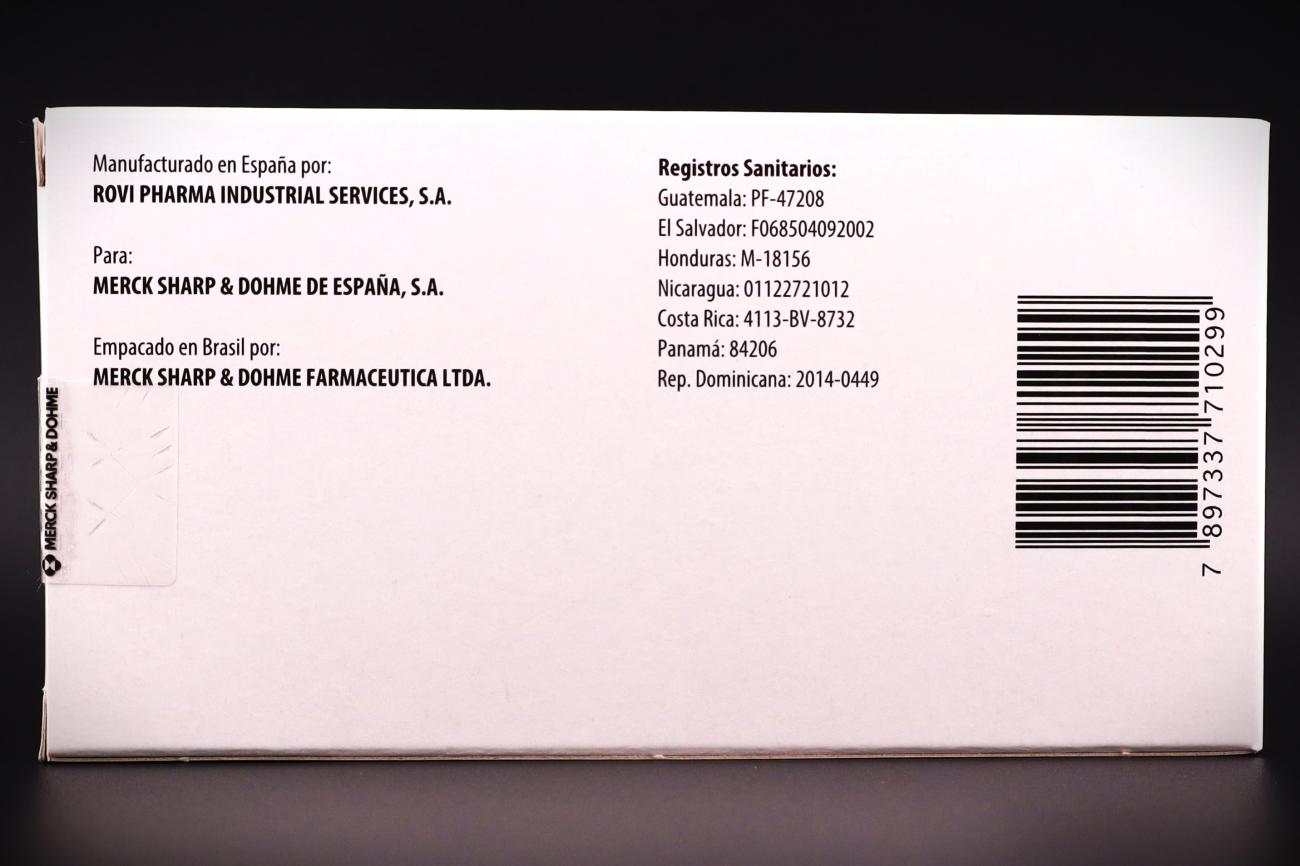 Manufacturado en España por:
ROVI PHARMA INDUSTRIAL SERVICES, S.A.
Para:
MERCK SHARP & DOHME DE ESPAÑA, S.A.
Empacado en Brasil por:
MERCK SHARP & DOHME FARMACEUTICA LTDA.
MERCK SHARP & DOHME
Registros Sanitarios:
Guatemala: PF-47208
El Salvador: F068504092002
Honduras: M-18156
Nicaragua: 01122721012
Costa Rica: 4113-BV-8732
Panamá: 84206
Rep. Dominicana: 2014-0449
7 897337 710299